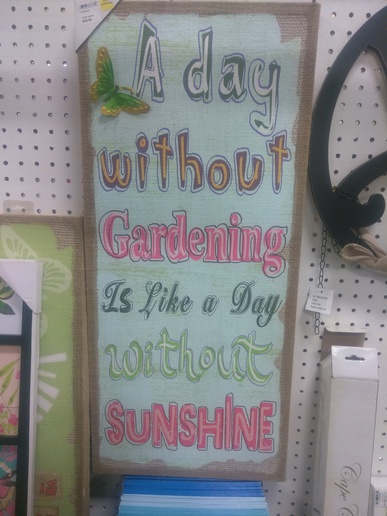 A day
without
Gardening
Is Like a Day
without
SUNSHINE